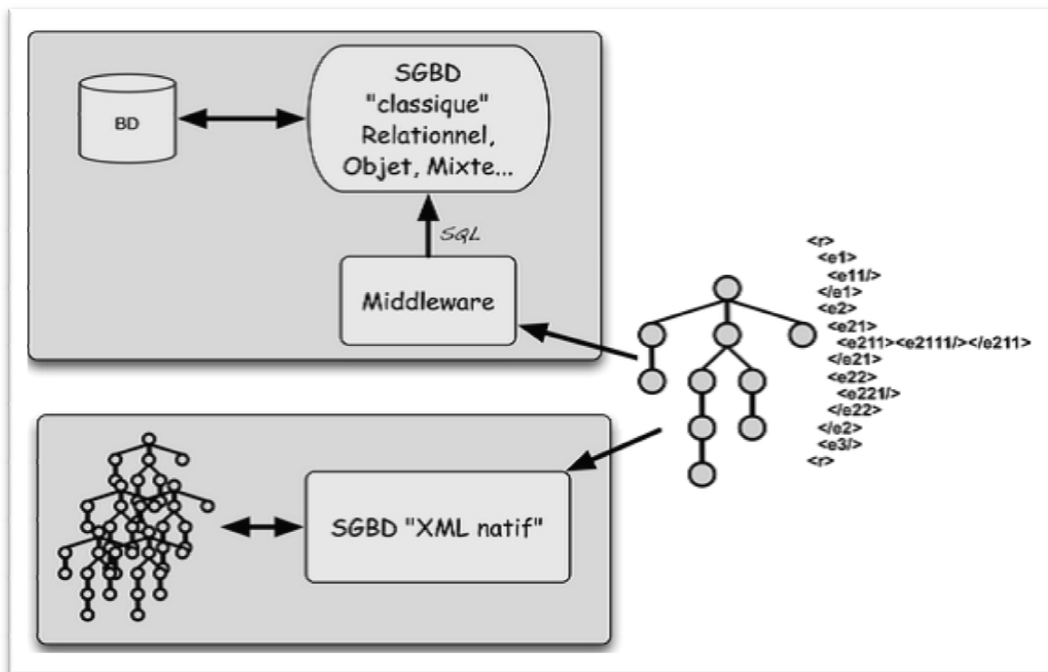 SGBD
"classique"
Relationnel,
Objet, Mixte...
BD
SQL
Middleware
<r>
<e1>
<e11/>
</e1>
<e2>
<e21>
<e211><e2111/></e211>
</e21>
<e22>
<e221/>
</e22>
</e2>
<e3/>
<r>
SGBD "XML natif"